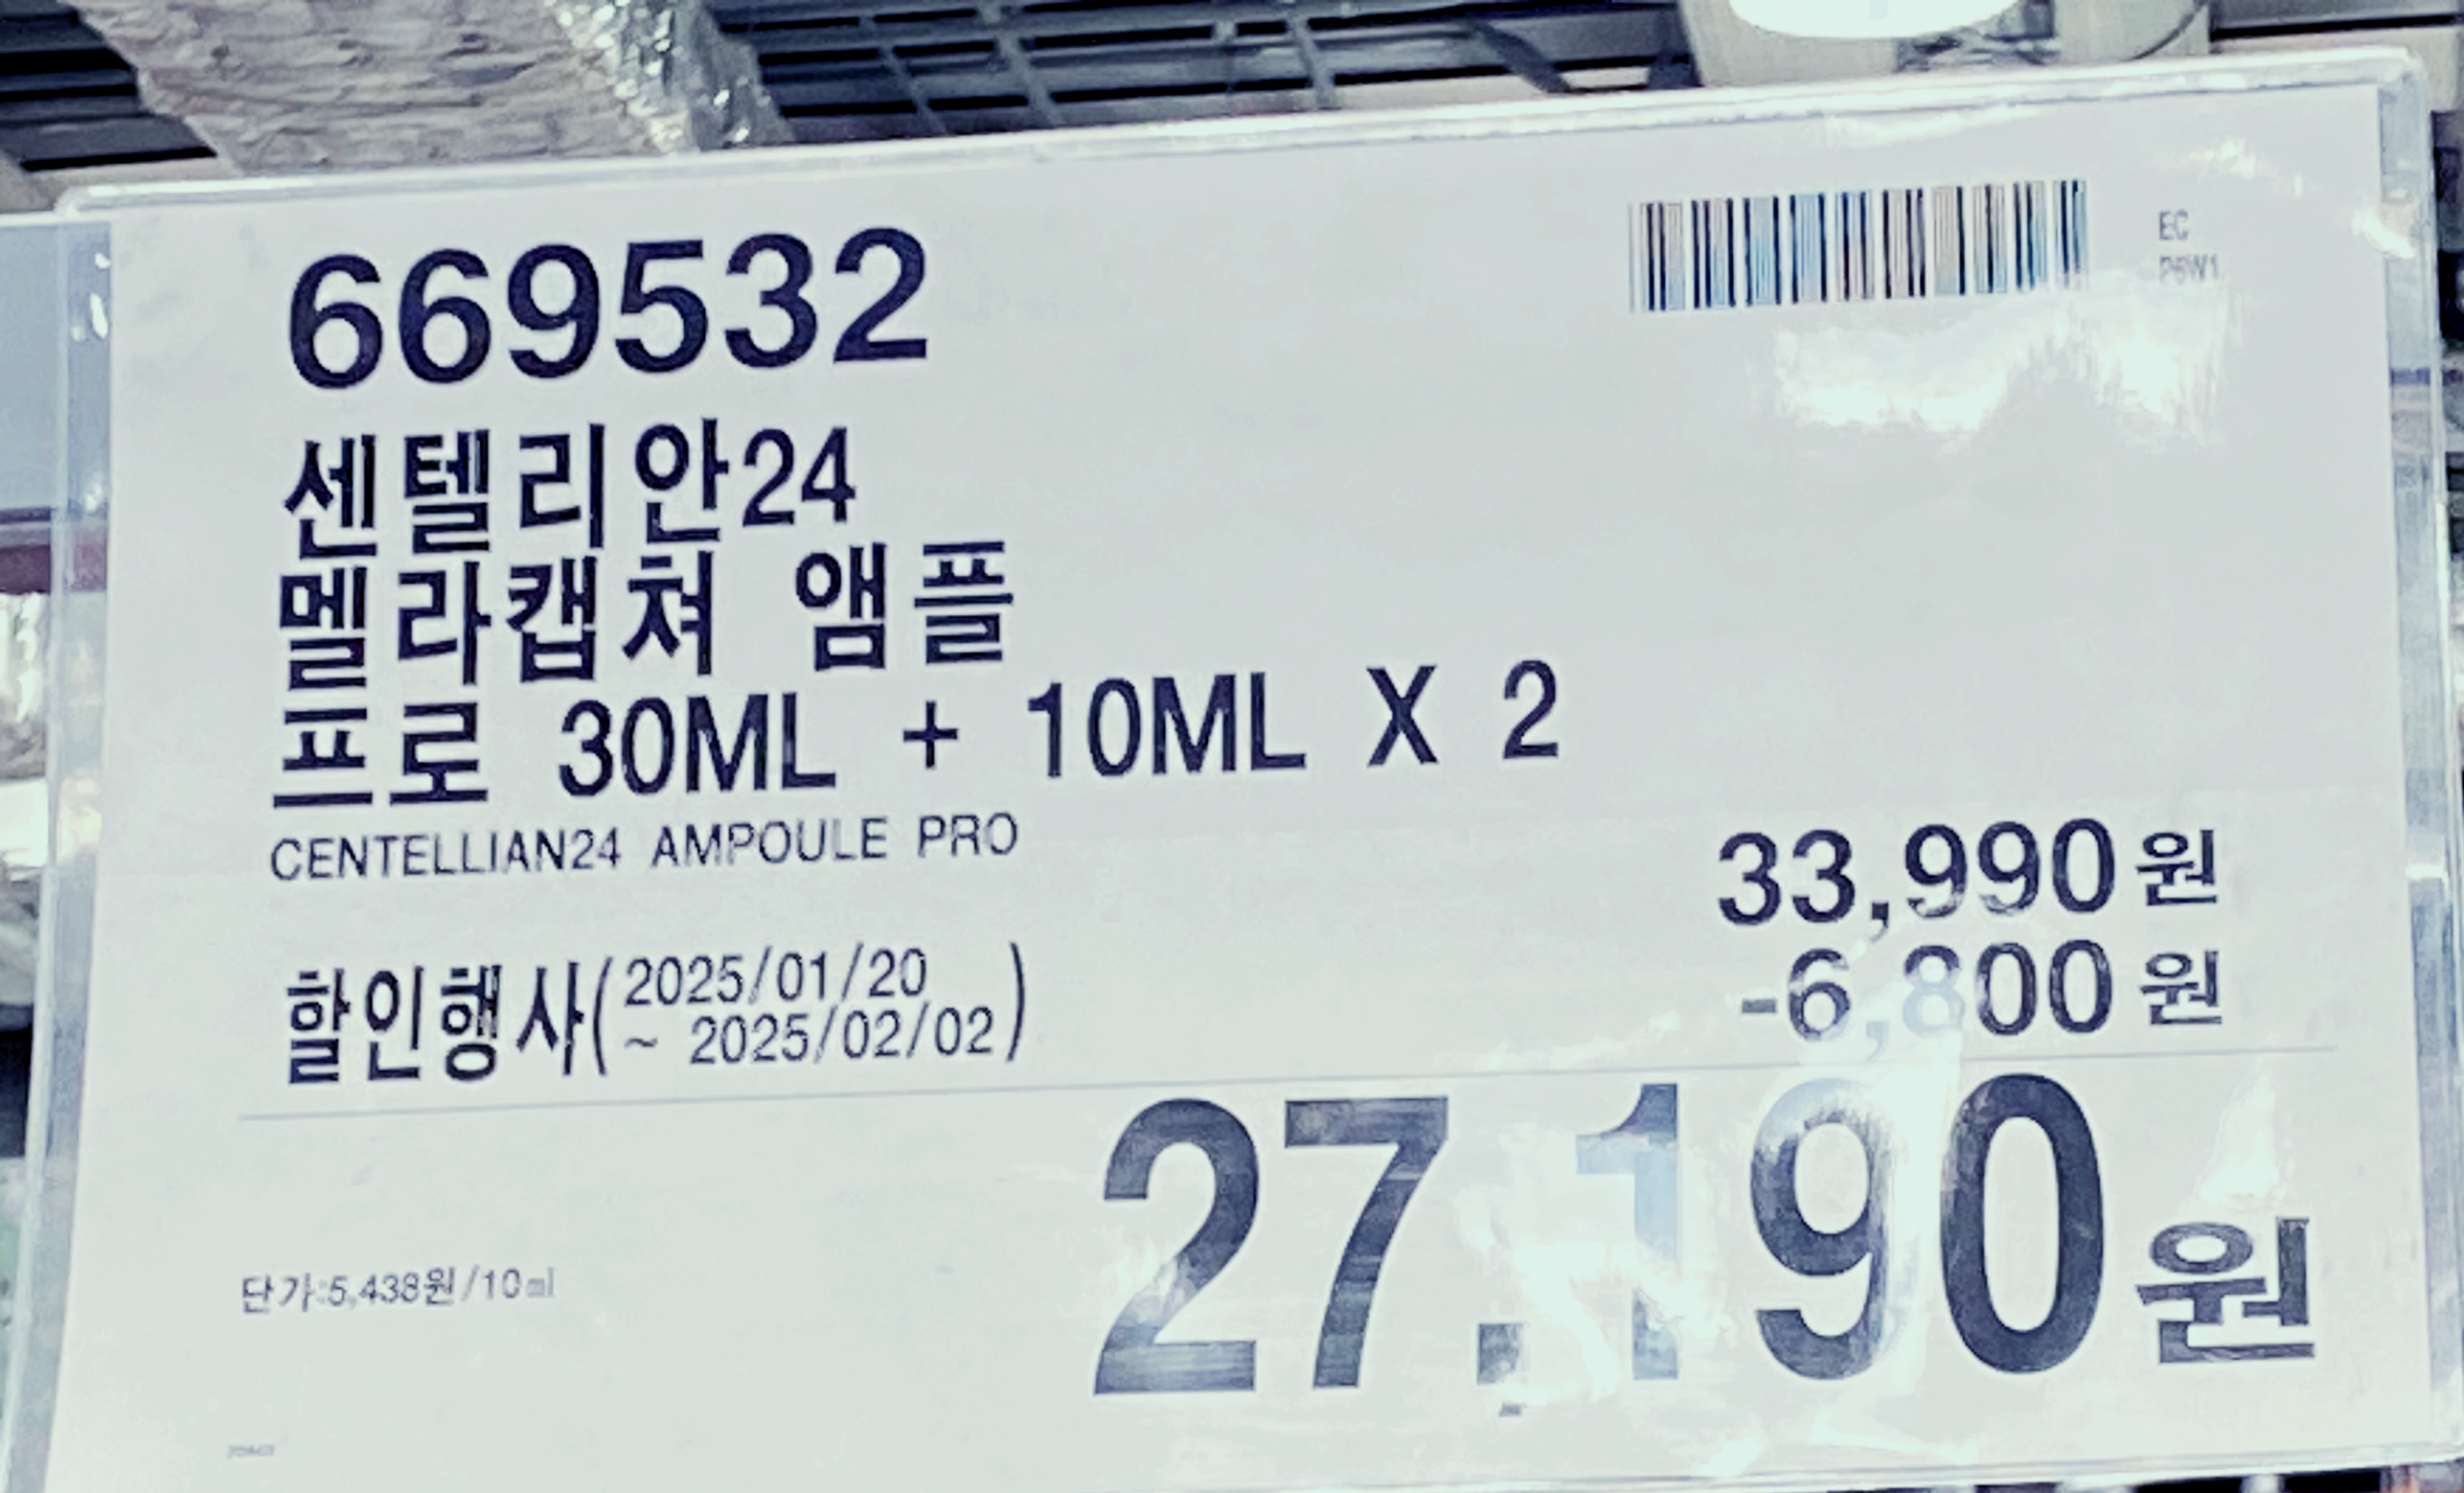 669532
EC
센텔리안24
멜라캡쳐 앰플
프로 30ML + 10ML X 2
CENTELLIAN24 AMPOULE PRO
33,990원
할인행사(2025/01/20
~ 2025/02/02)
-6,800원
27,190원
단가:5,438원/10ml